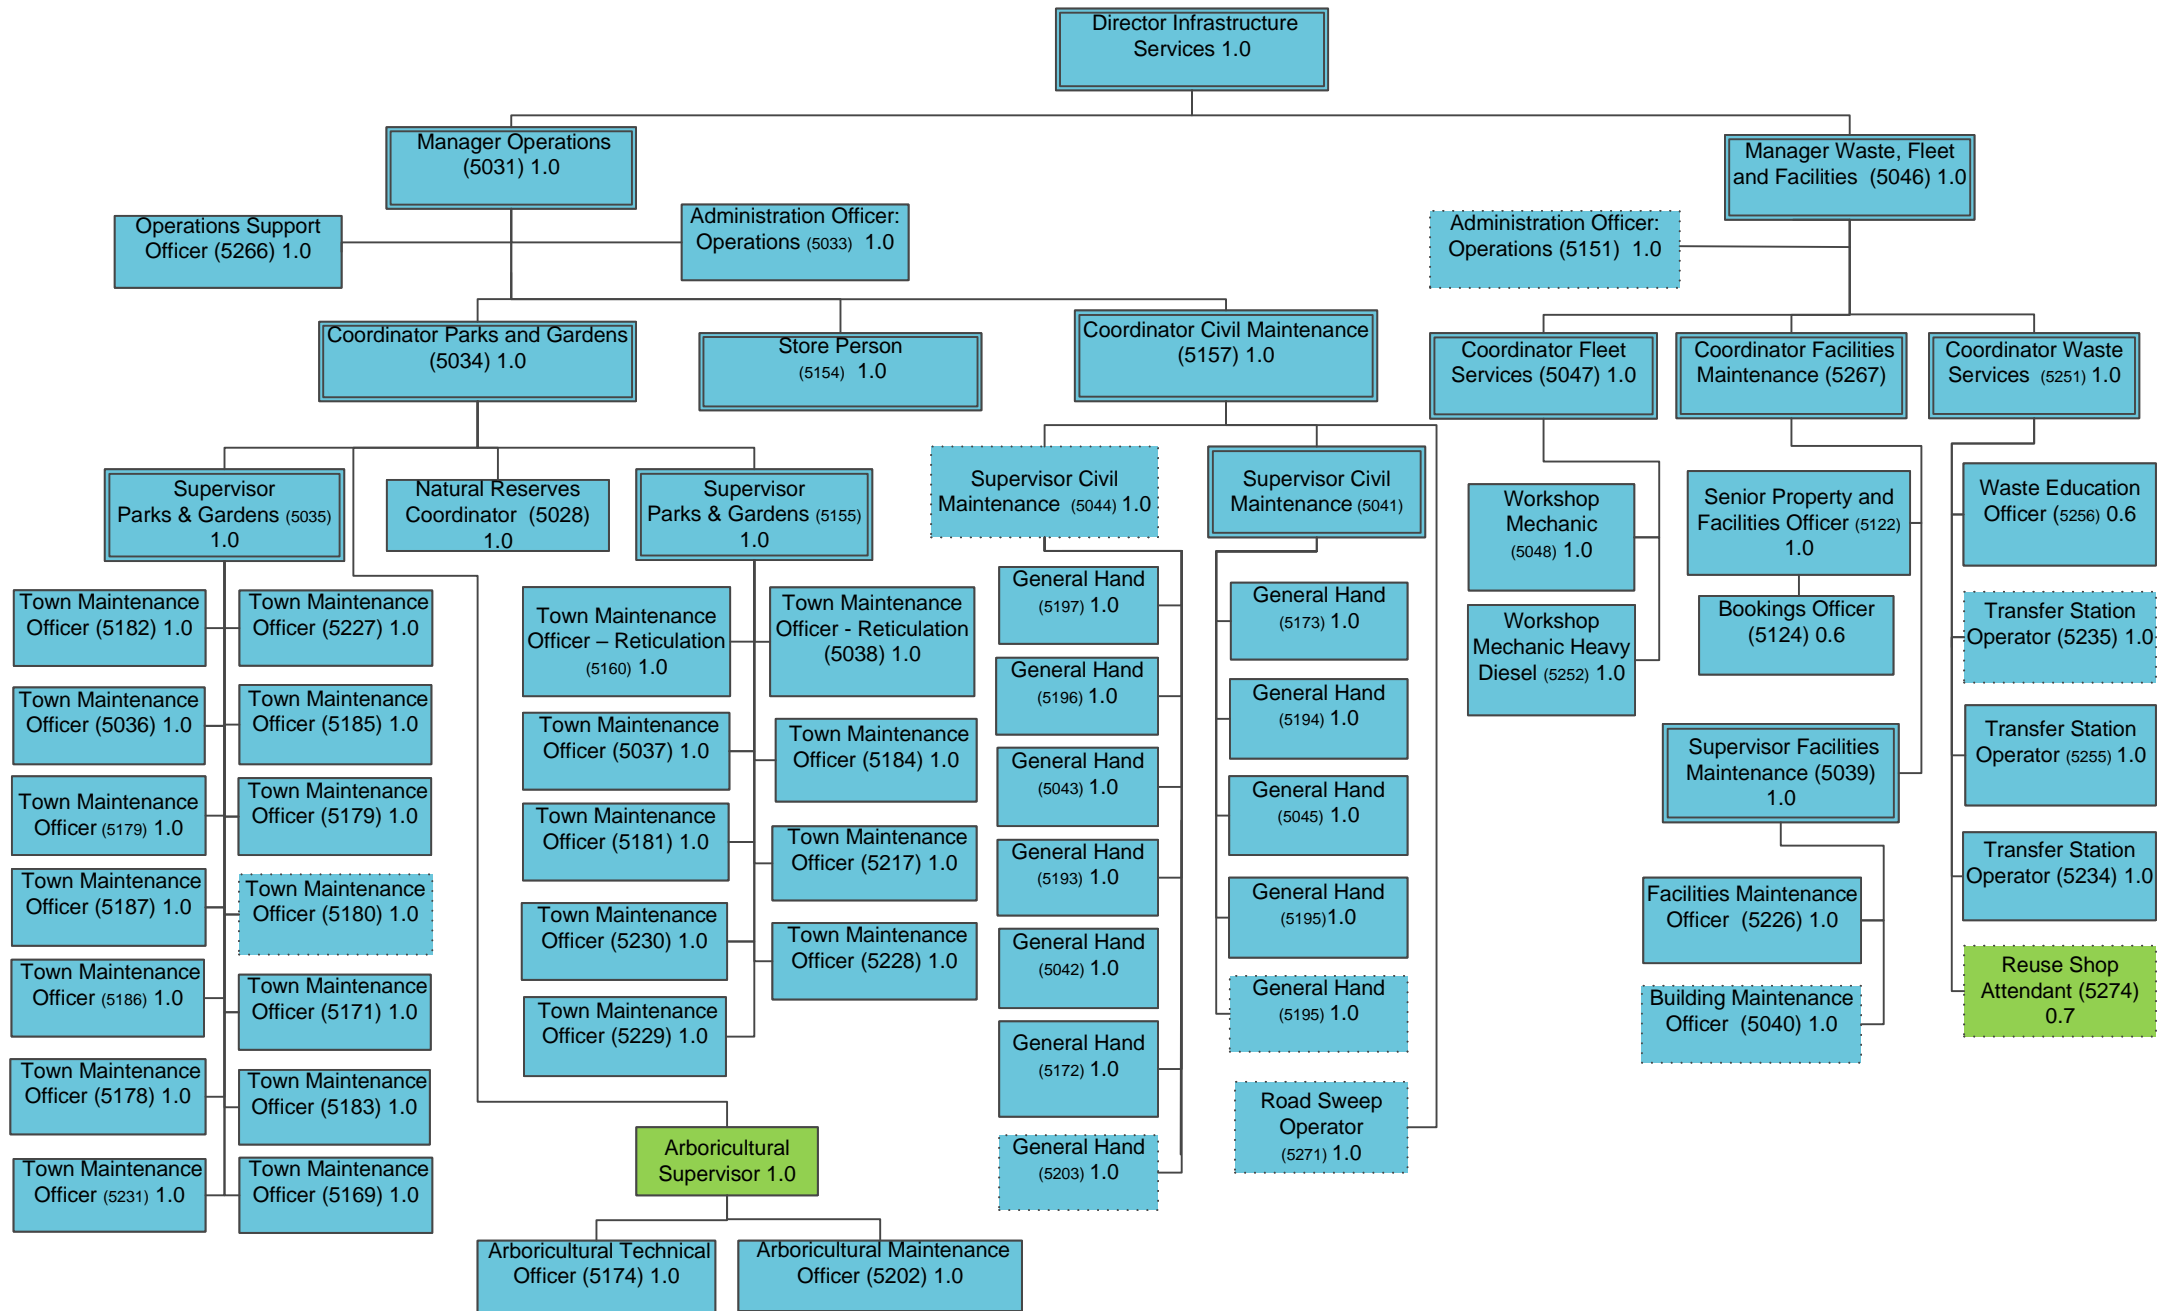 Director Infrastructure
Services 1.0
Manager Operations
(5031) 1.0
Manager Waste, Fleet
and Facilities (5046) 1.0
Operations Support
Officer (5266) 1.0
Administration Officer:
Operations (5033) 1.0
Administration Officer:
Operations (5151) 1.0
Coordinator Parks and Gardens
(5034) 1.0
Store Person
(5154) 1.0
Coordinator Civil Maintenance
(5157) 1.0
Coordinator Fleet
Services (5047) 1.0
Coordinator Facilities
Maintenance (5267)
Coordinator Waste
Services (5251) 1.0
Supervisor
Parks & Gardens (5035)
1.0
Natural Reserves
Coordinator (5028)
1.0
Supervisor
Parks & Gardens (5155)
1.0
Supervisor Civil
Maintenance (5044) 1.0
Supervisor Civil
Maintenance (5041)
Town Maintenance
Officer (5182) 1.0
Town Maintenance
Officer (5227) 1.0
Town Maintenance
Officer (5036) 1.0
Town Maintenance
Officer (5185) 1.0
Town Maintenance
Officer (5179) 1.0
Town Maintenance
Officer (5179) 1.0
Town Maintenance
Officer (5187) 1.0
Town Maintenance
Officer (5180) 1.0
Town Maintenance
Officer (5186) 1.0
Town Maintenance
Officer (5171) 1.0
Town Maintenance
Officer (5178) 1.0
Town Maintenance
Officer (5183) 1.0
Town Maintenance
Officer (5231) 1.0
Town Maintenance
Officer (5169) 1.0
Town Maintenance
Officer – Reticulation
(5160) 1.0
Town Maintenance
Officer - Reticulation
(5038) 1.0
Town Maintenance
Officer (5037) 1.0
Town Maintenance
Officer (5184) 1.0
Town Maintenance
Officer (5181) 1.0
Town Maintenance
Officer (5217) 1.0
Town Maintenance
Officer (5230) 1.0
Town Maintenance
Officer (5228) 1.0
Town Maintenance
Officer (5229) 1.0
Arboricultural
Supervisor 1.0
Arboricultural Technical
Officer (5174) 1.0
Arboricultural Maintenance
Officer (5202) 1.0
General Hand
(5197) 1.0
General Hand
(5196) 1.0
General Hand
(5043) 1.0
General Hand
(5193) 1.0
General Hand
(5042) 1.0
General Hand
(5172) 1.0
General Hand
(5203) 1.0
General Hand
(5173) 1.0
General Hand
(5194) 1.0
General Hand
(5045) 1.0
General Hand
(5195)1.0
General Hand
(5195) 1.0
Road Sweep
Operator
(5271) 1.0
Workshop
Mechanic
(5048) 1.0
Workshop
Mechanic Heavy
Diesel (5252) 1.0
Senior Property and
Facilities Officer (5122)
1.0
Bookings Officer
(5124) 0.6
Supervisor Facilities
Maintenance (5039)
1.0
Facilities Maintenance
Officer (5226) 1.0
Building Maintenance
Officer (5040) 1.0
Waste Education
Officer (5256) 0.6
Transfer Station
Operator (5235) 1.0
Transfer Station
Operator (5255) 1.0
Transfer Station
Operator (5234) 1.0
Reuse Shop
Attendant (5274)
0.7